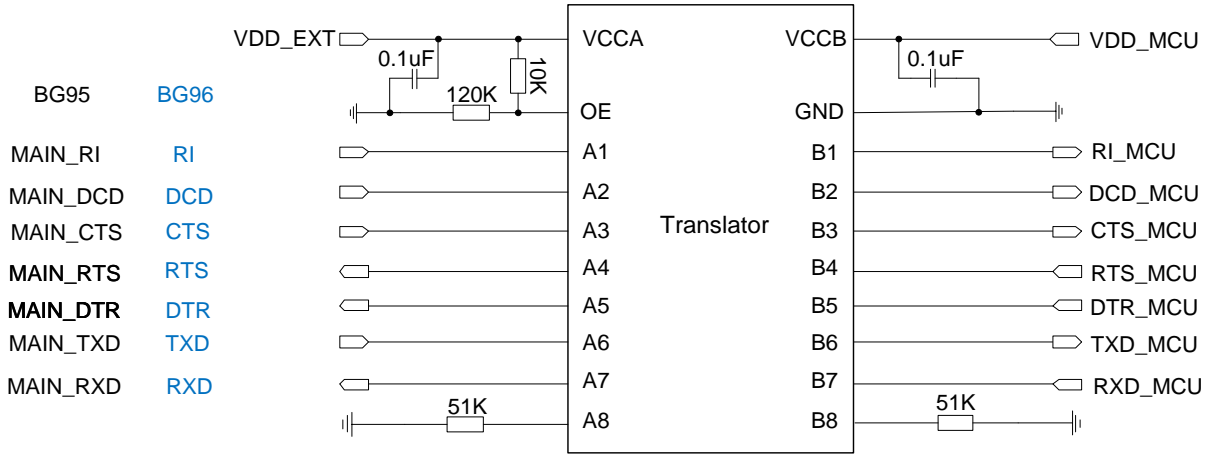 VDD_EXT VCCA VCCB VDD_MCU
0.1uF 10K 0.1uF
BG95 BG96 120K OE GND
MAIN_RI RI A1 B1 RI_MCU
MAIN_DCD DCD A2 B2 DCD_MCU
MAIN_CTS CTS A3 Translator B3 CTS_MCU
MAIN_RTS RTS A4 B4 RTS_MCU
MAIN_DTR DTR A5 B5 DTR_MCU
MAIN_TXD TXD A6 B6 TXD_MCU
MAIN_RXD RXD A7 B7 RXD_MCU
51K A8 B8 51K